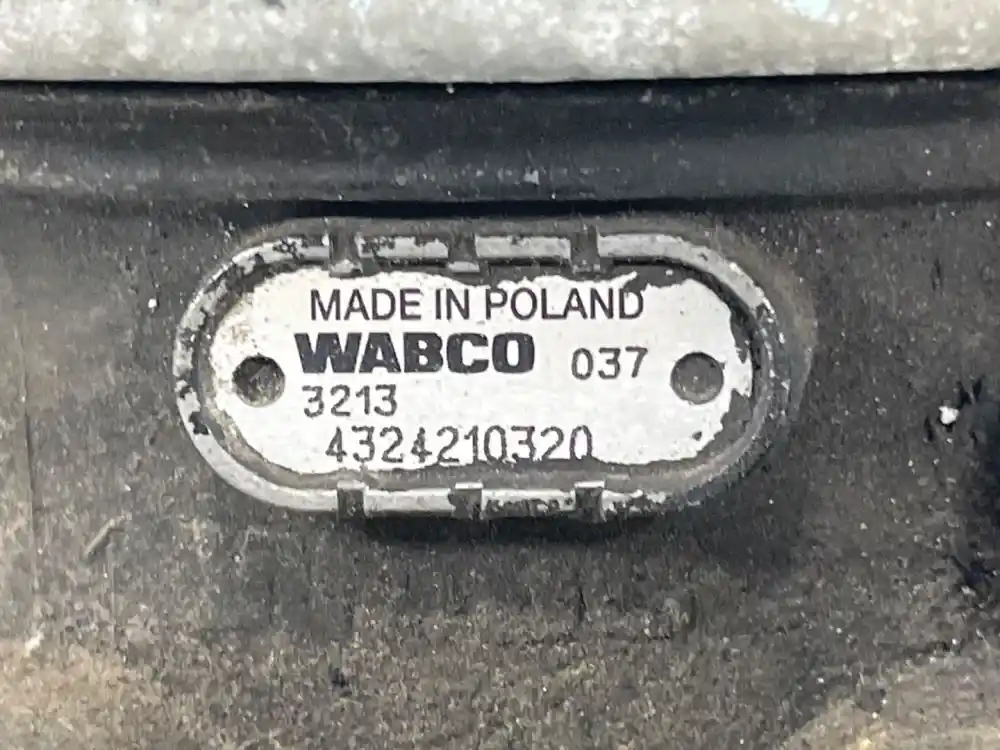 MADE IN POLAND
WABCO 037
3213
4324210320